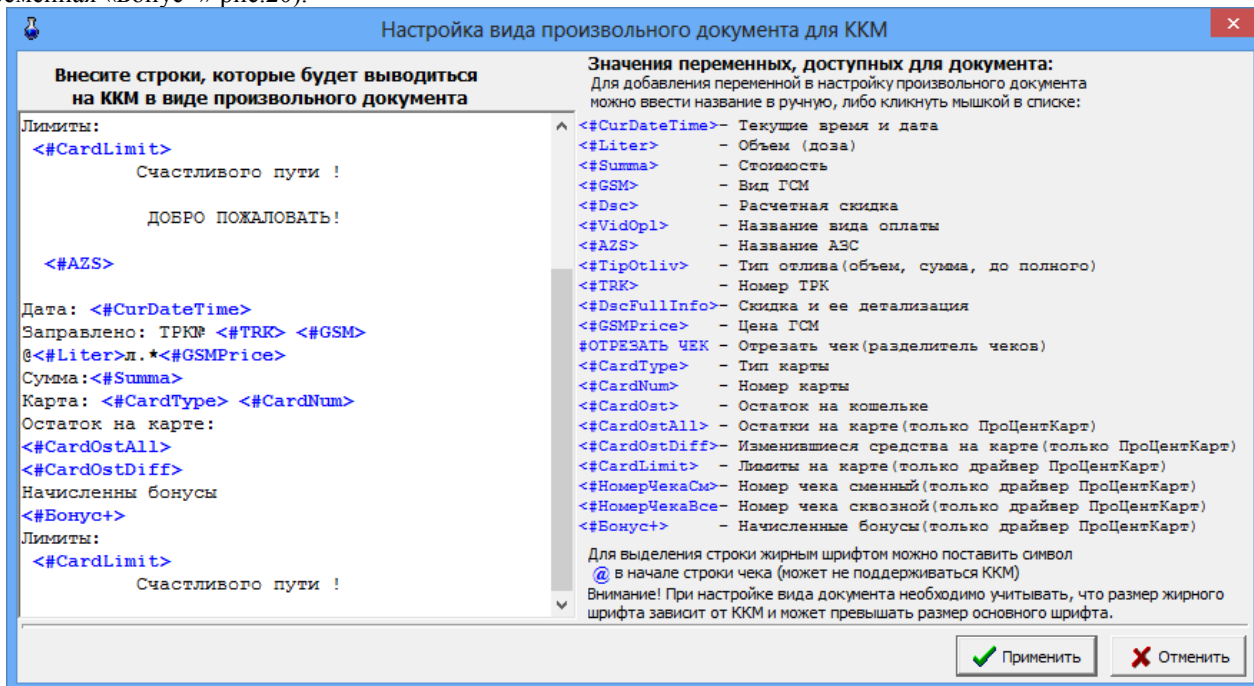 Настройка вида произвольного документа для ККМ
Внесите строки, которые будет выводиться
на ККМ в виде произвольного документа
Лимиты:
<#CardLimit>
Счастливого пути !
ДОБРО ПОЖАЛОВАТЬ!
<#AZS>
Дата: <#CurDateTime>
Заправлено: ТРК№ <#TRK> <#GSM>
@<#Liter>л.*<#GSMPrice>
Сумма:<#Summa>
Карта: <#CardType> <#CardNum>
Остаток на карте:
<#CardOstAll>
<#CardOstDiff>
Начисленны бонусы
<#Бонус+>
Лимиты:
<#CardLimit>
Счастливого пути !
Значения переменных, доступных для документа:
Для добавления переменной в настройку произвольного документа
можно ввести название в ручную, либо кликнуть мышкой в списке:
<#CurDateTime>- Текущие время и дата
<#Liter> - Объем (доза)
<#Summa> - Стоимость
<#GSM> - Вид ГСМ
<#Dsc> - Расчетная скидка
<#VidOpl> - Название вида оплаты
<#AZS> - Название АЗС
<#TipOtliv> - Тип отлива(объем, сумма, до полного)
<#TRK> - Номер ТРК
<#DscFullInfo>- Скидка и ее детализация
<#GSMPrice> - Цена ГСМ
#ОТРЕЗАТЬ ЧЕК - Отрезать чек(разделитель чеков)
<#CardType> - Тип карты
<#CardNum> - Номер карты
<#CardOst> - Остаток на кошельке
<#CardOstAll> - Остатки на карте(только ПроЦентКарт)
<#CardOstDiff>- Изменившиеся средства на карте(только ПроЦентКарт)
<#CardLimit> - Лимиты на карте(только драйвер ПроЦентКарт)
<#НомерЧекаСм>- Номер чека сменный(только драйвер ПроЦентКарт)
<#НомерЧекаВсе- Номер чека сквозной(только драйвер ПроЦентКарт)
<#Бонус+> - Начисленные бонусы(только драйвер ПроЦентКарт)
Для выделения строки жирным шрифтом можно поставить символ
@ в начале строки чека (может не поддерживаться ККМ)
Внимание! При настройке вида документа необходимо учитывать, что размер жирного
шрифта зависит от ККМ и может превышать размер основного шрифта.
Применить
Отменить